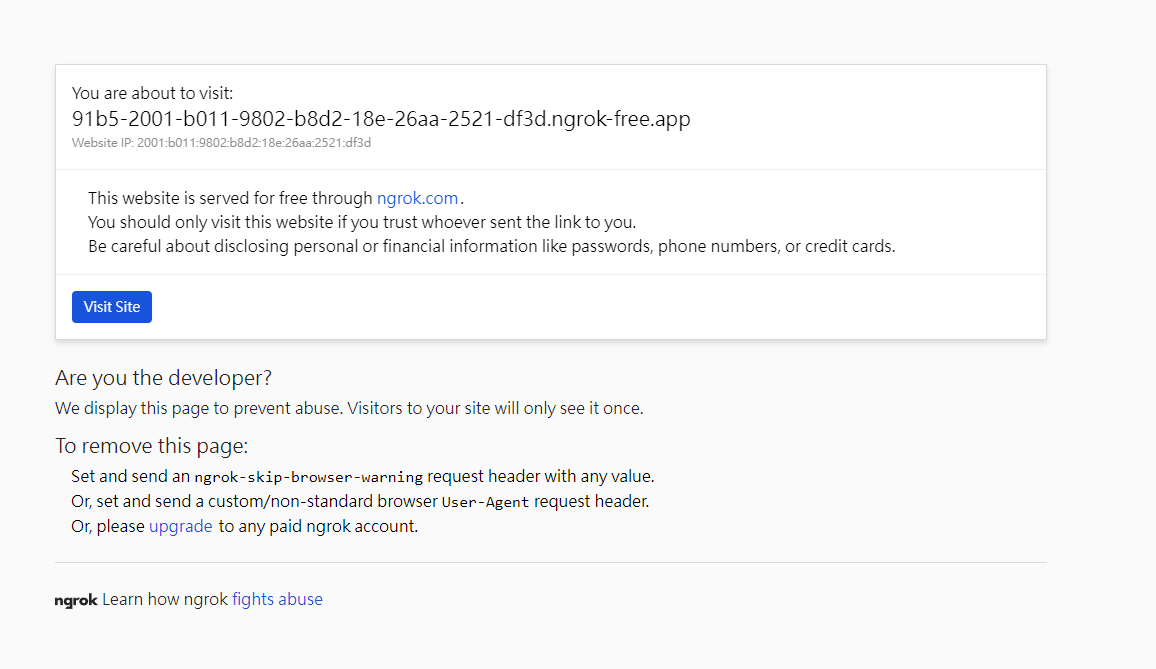 You are about to visit:
91b5-2001-b011-9802-b8d2-18e-26aa-2521-df3d.ngrok-free.app
Website IP: 2001:b011:9802:b8d2:18e:26aa:2521:df3d
This website is served for free through ngrok.com.
You should only visit this website if you trust whoever sent the link to you.
Be careful about disclosing personal or financial information like passwords, phone numbers, or credit cards.
Visit Site
Are you the developer?
We display this page to prevent abuse. Visitors to your site will only see it once.
To remove this page:
Set and send an ngrok-skip-browser-warning request header with any value.
Or, set and send a custom/non-standard browser User-Agent request header.
Or, please upgrade to any paid ngrok account.
ngrok Learn how ngrok fights abuse